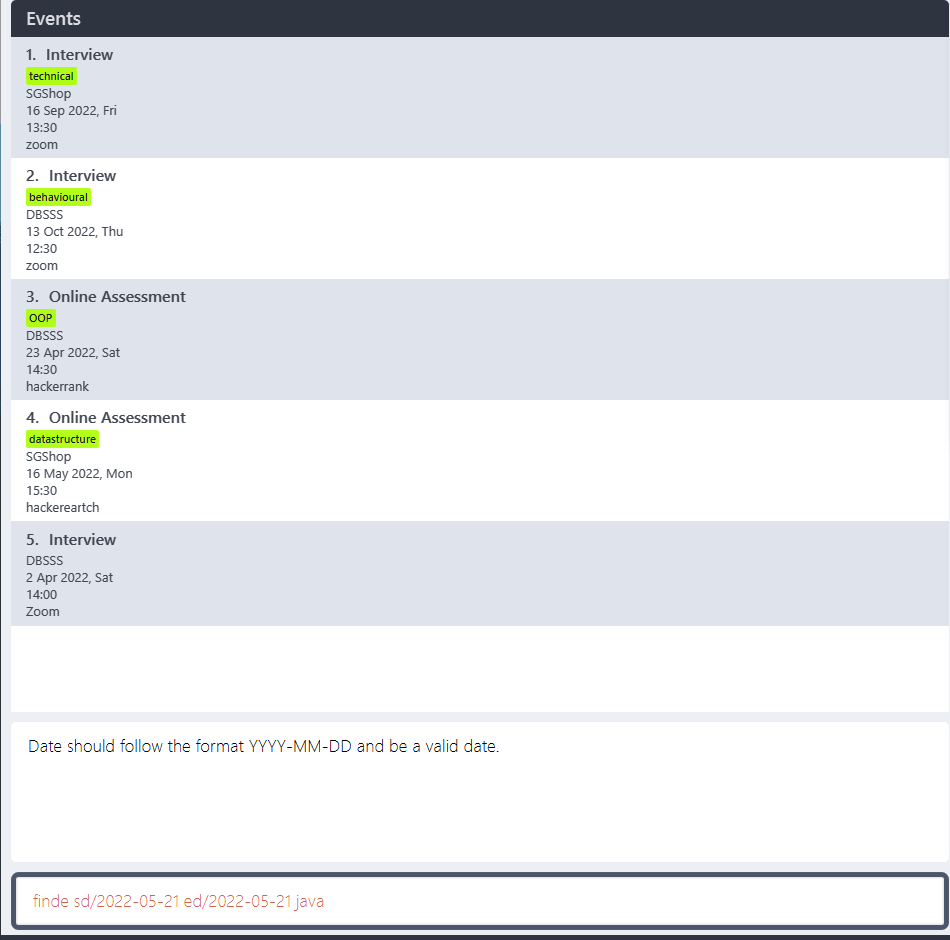 Events
1. Interview
technical
SGShop
16 Sep 2022, Fri
13:30
zoom
2. Interview
behavioural
DBSSS
13 Oct 2022, Thu
12:30
zoom
3. Online Assessment
OOP
DBSSS
23 Apr 2022, Sat
14:30
hackerrank
4. Online Assessment
datastructure
SGShop
16 May 2022, Mon
15:30
hackereartch
5. Interview
DBSSS
2 Apr 2022, Sat
14:00
Zoom
Date should follow the format YYYY-MM-DD and be a valid date.
finde sd/2022-05-21 ed/2022-05-21 java